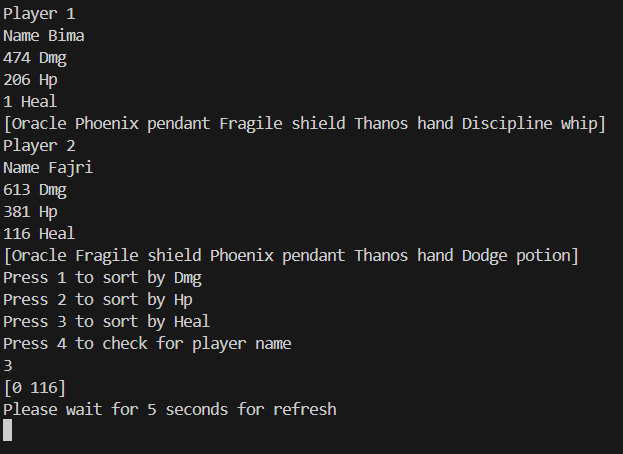 Player 1
Name Bima
474 Dmg
206 Hp
1 Heal
[Oracle Phoenix pendant Fragile shield Thanos hand Discipline whip]
Player 2
Name Fajri
613 Dmg
381 Hp
116 Heal
[Oracle Fragile shield Phoenix pendant Thanos hand Dodge potion]
Press 1 to sort by Dmg
Press 2 to sort by Hp
Press 3 to sort by Heal
Press 4 to check for player name
3
[0 116]
Please wait for 5 seconds for refresh